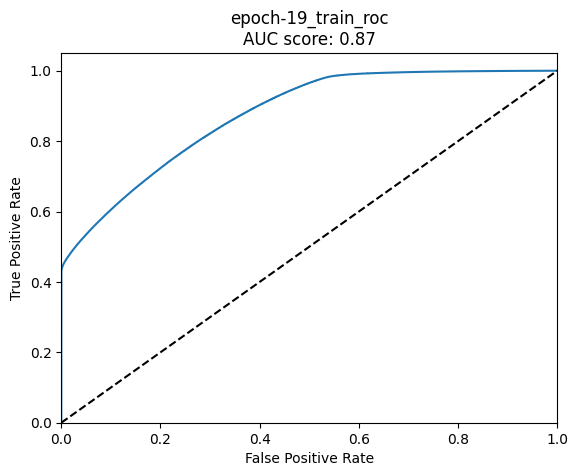 epoch-19_train_roc
AUC score: 0.87
1.0
0.8
0.6
0.4
0.2
0.0
True Positive Rate
0.0 0.2 0.4 0.6 0.8 1.0
False Positive Rate